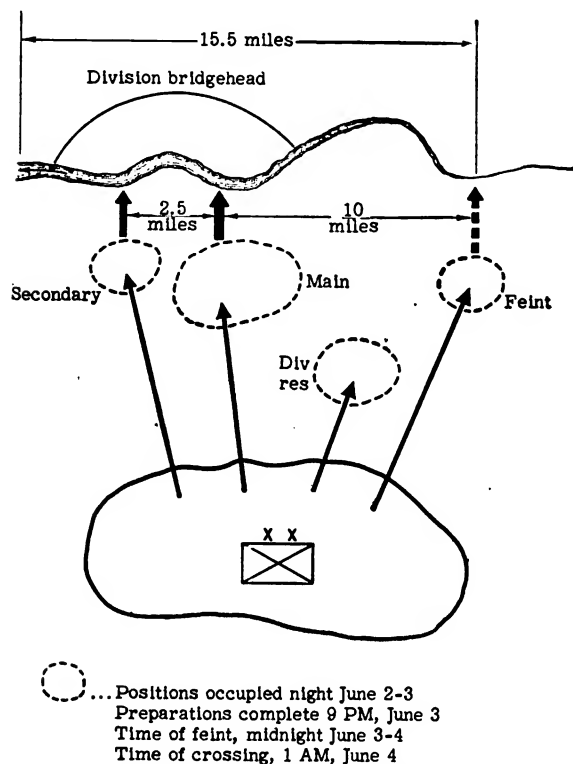 15.5 miles
Division bridgehead
2.5
miles
10
miles
Secondary
Main
Feint
Div
res
X X
...Positions occupied night June 2-3
Preparations complete 9 PM, June 3
Time of feint, midnight June 3-4
Time of crossing, 1 AM, June 4